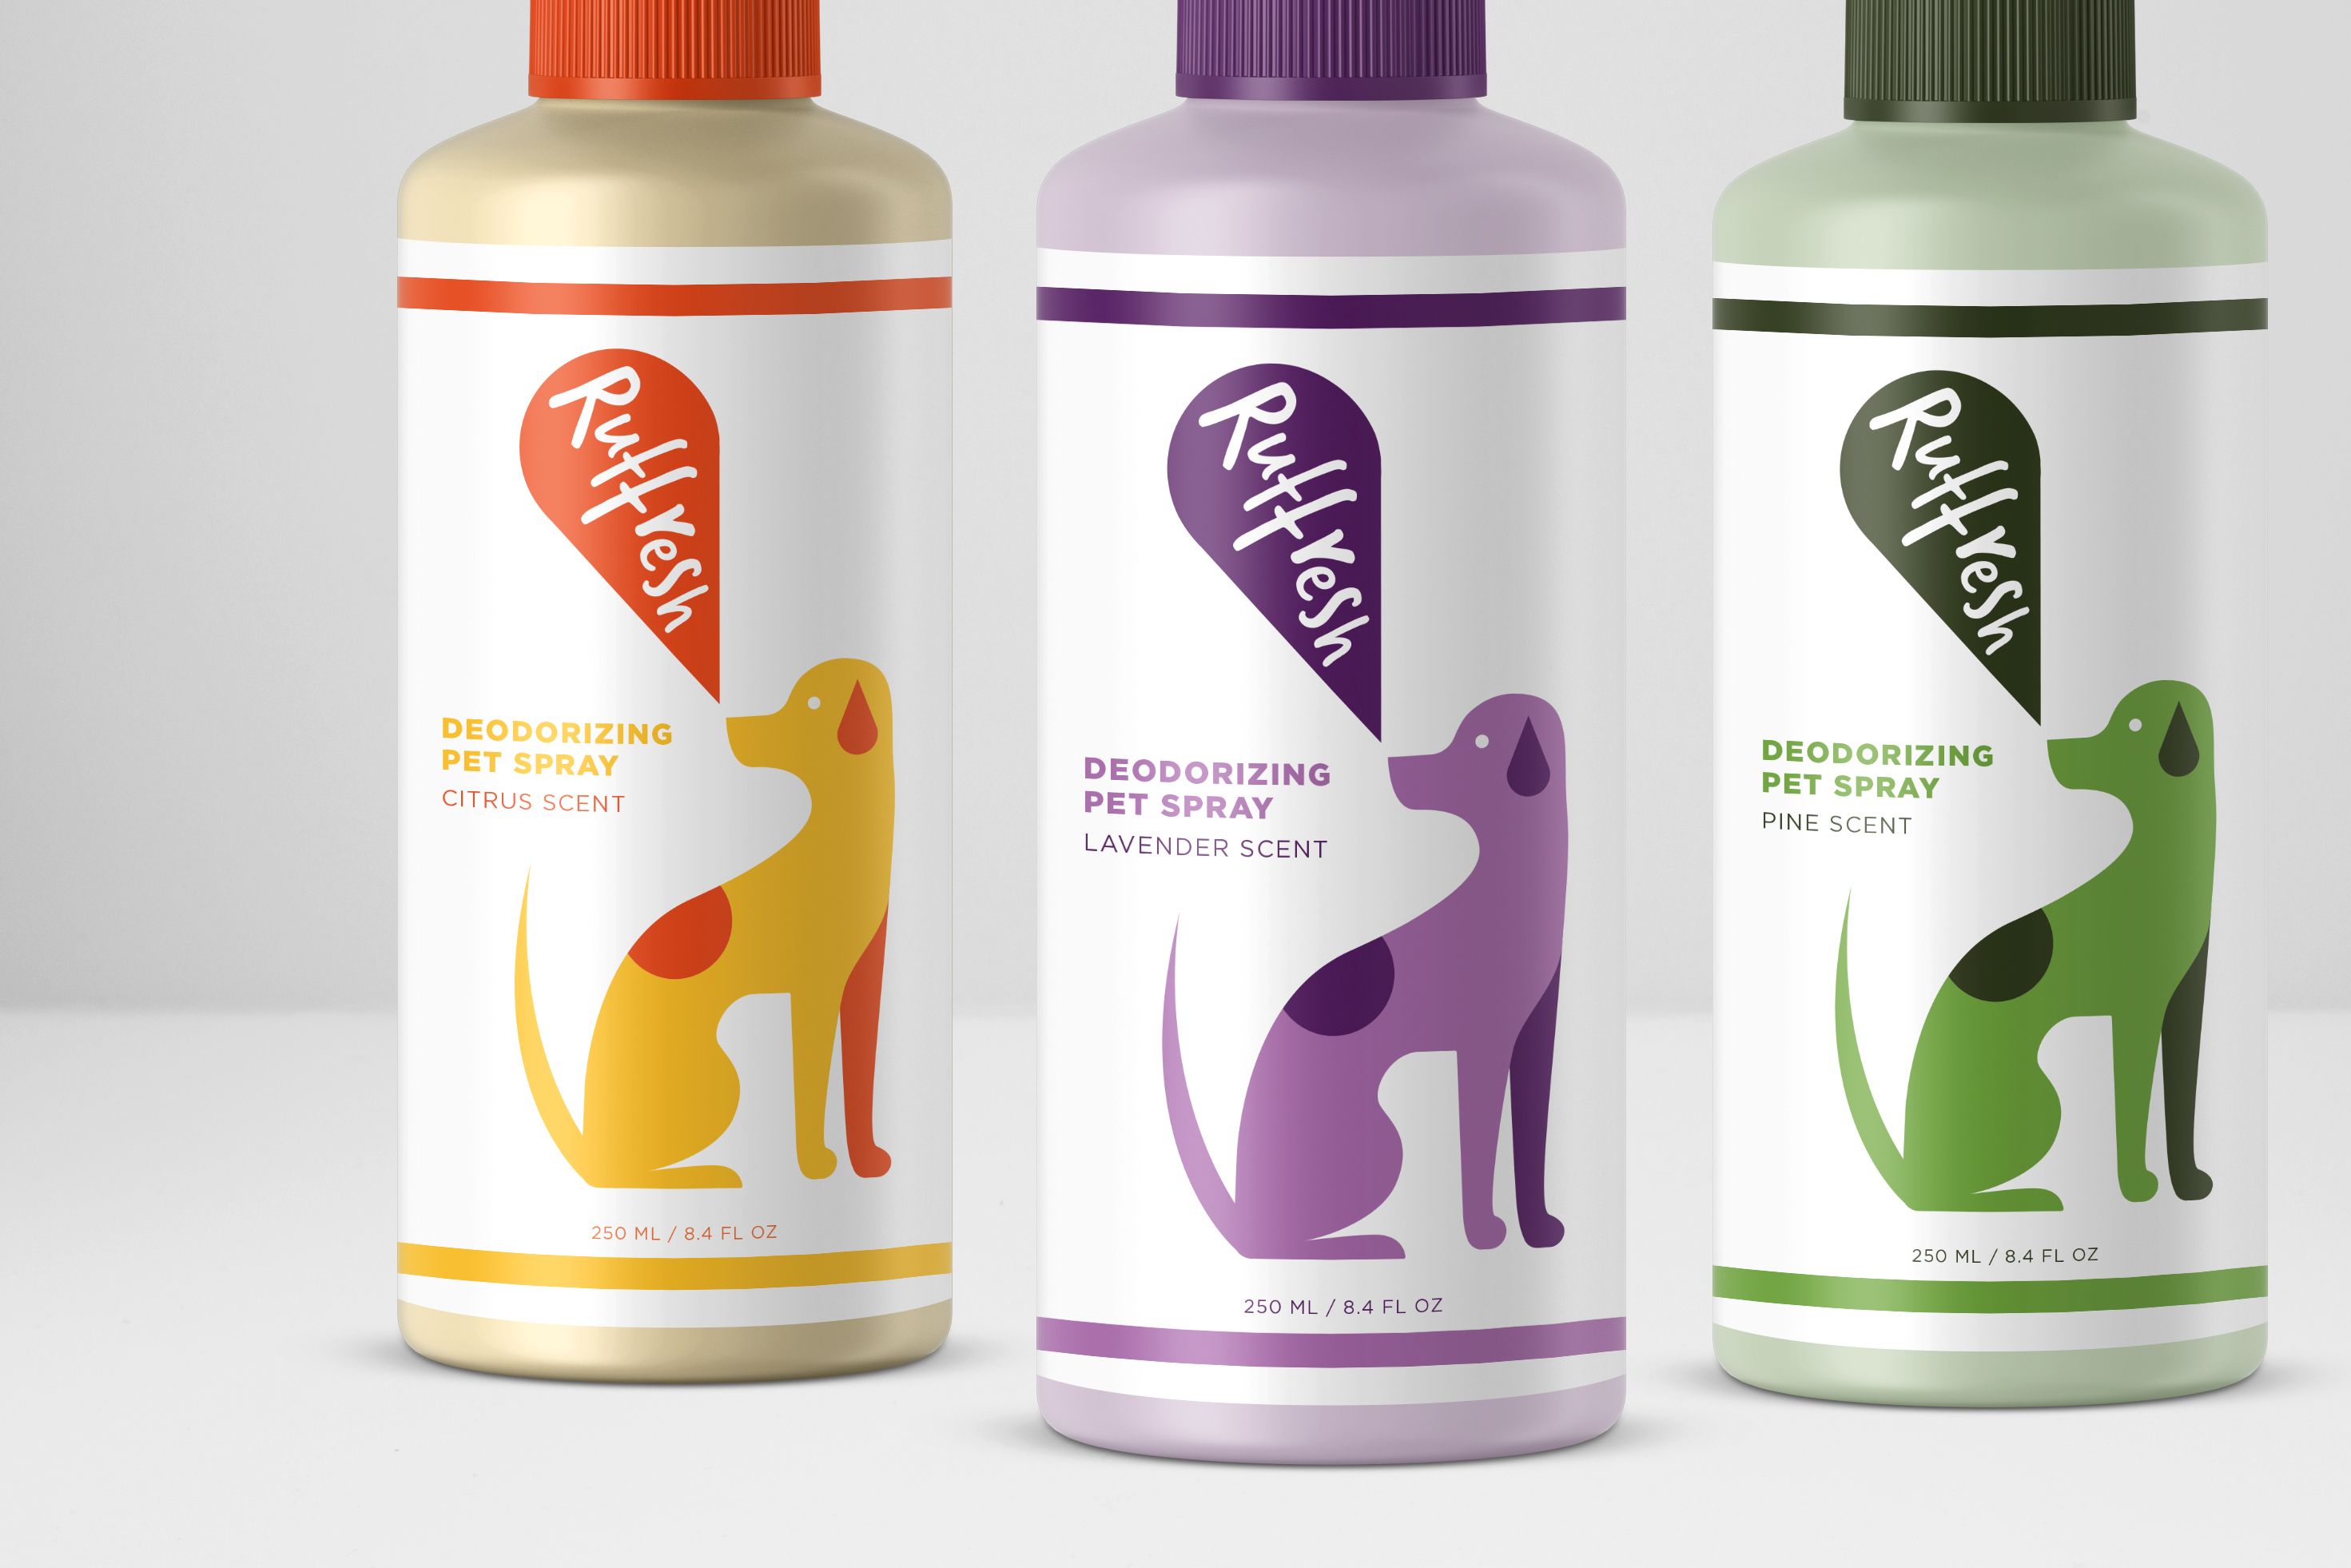 Ruffresh
DEODORIZING
PET SPRAY
CITRUS SCENT
250 ML / 8.4 FL OZ
Ruffresh
DEODORIZING
PET SPRAY
LAVENDER SCENT
250 ML / 8.4 FL OZ
Ruffresh
DEODORIZING
PET SPRAY
PINE SCENT
250 ML / 8.4 FL OZ